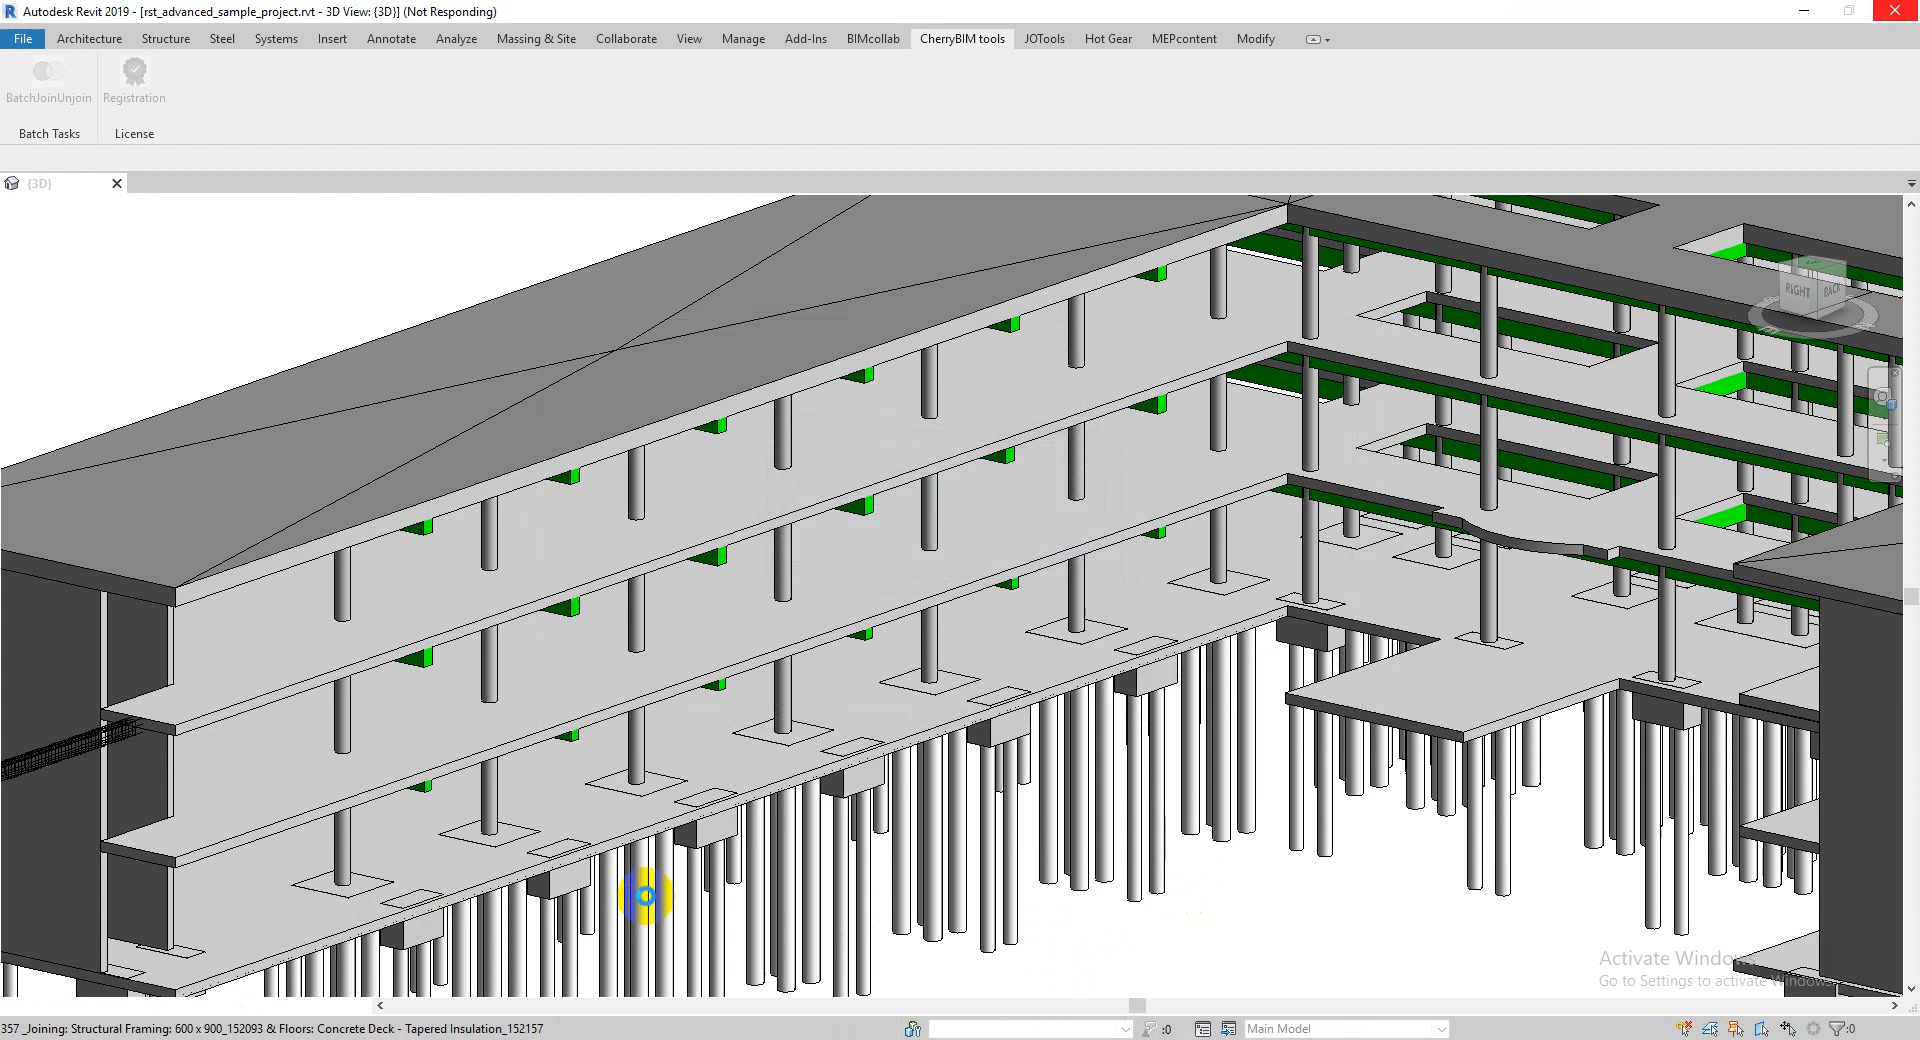 Autodesk Revit 2019 - [rst_advanced_sample_project.rvt - 3D View: {3D}] (Not Responding)
File Architecture Structure Steel Systems Insert Annotate Analyze Massing & Site Collaborate View Manage Add-Ins BIMcollab CherryBIM tools JOTools Hot Gear MEPcontent Modify
BatchJoinUnjoin Registration
Batch Tasks License
{3D}
RIGHT BACK
Activate Windows
Go to Settings to activate Windows.
357 _Joining: Structural Framing: 600 x 900_152093 & Floors: Concrete Deck - Tapered Insulation_152157
:0 Main Model :0